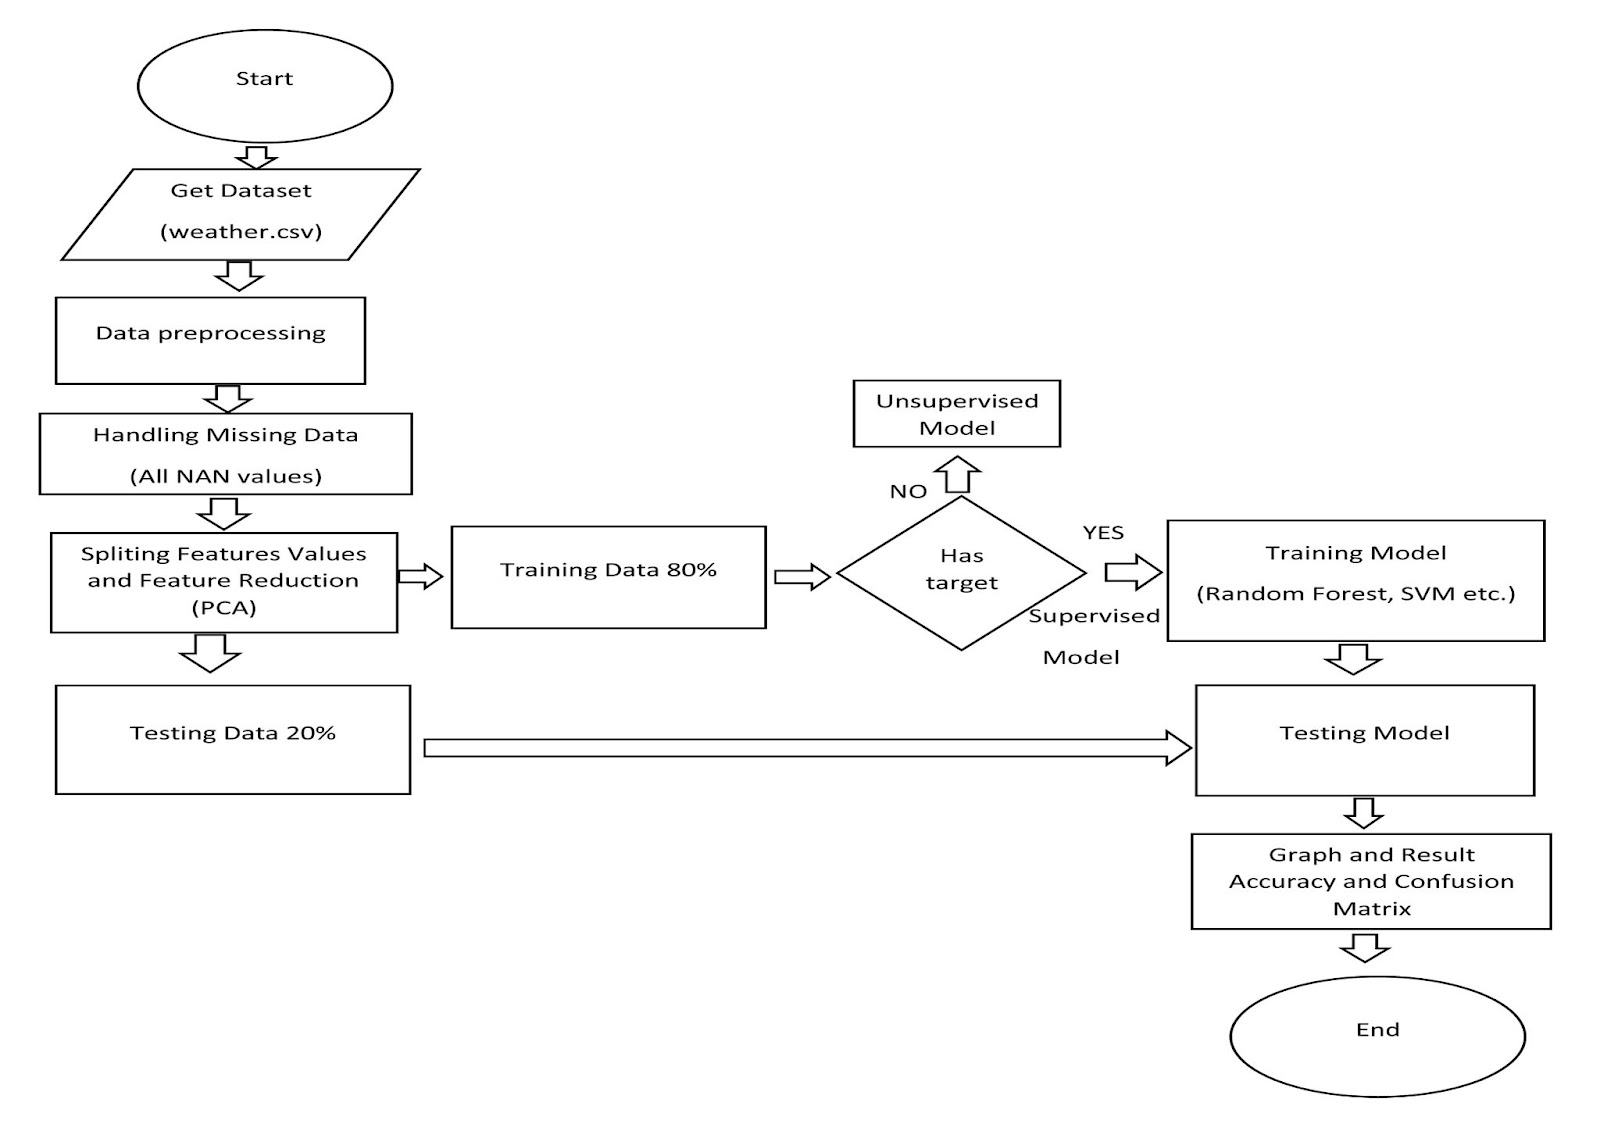 Start
Get Dataset
(weather.csv)
Data preprocessing
Handling Missing Data
(All NAN values)
Spliting Features Values
and Feature Reduction
(PCA)
Training Data 80%
Testing Data 20%
Has
target
NO
Unsupervised
Model
YES
Supervised
Model
Training Model
(Random Forest, SVM etc.)
Testing Model
Graph and Result
Accuracy and Confusion
Matrix
End